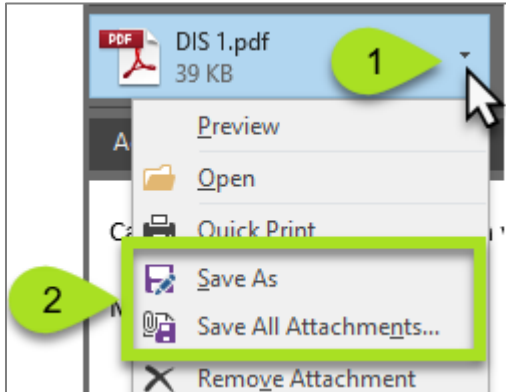 PDF
DIS 1.pdf
39 KB
1
A
Preview
Open
Ca
Quick Print
Save As
2
Save All Attachments...
Remove Attachment